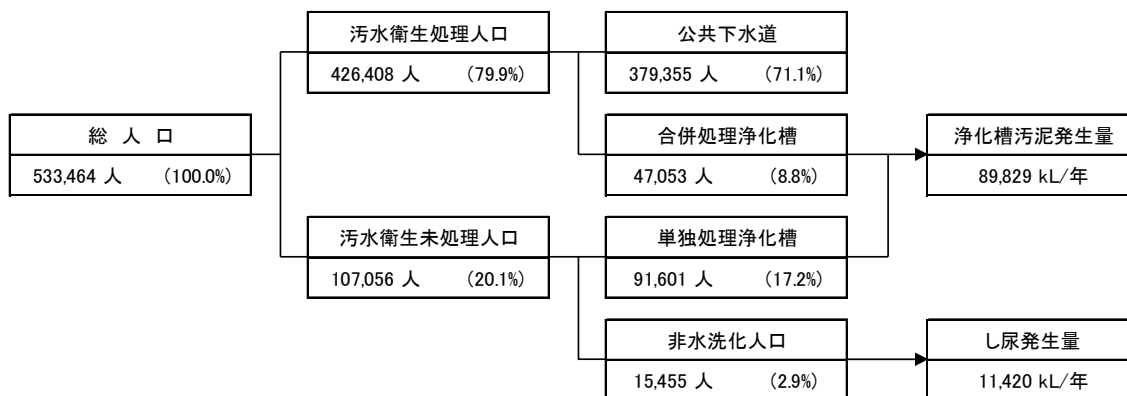 汚水衛生処理人口
426,408 人 (79.9%)
公共下水道
379,355 人 (71.1%)
総 人 口
533,464 人 (100.0%)
合併処理浄化槽
47,053 人 (8.8%)
浄化槽汚泥発生量
89,829 kL/年
汚水衛生未処理人口
107,056 人 (20.1%)
単独処理浄化槽
91,601 人 (17.2%)
非水洗化人口
15,455 人 (2.9%)
し尿発生量
11,420 kL/年